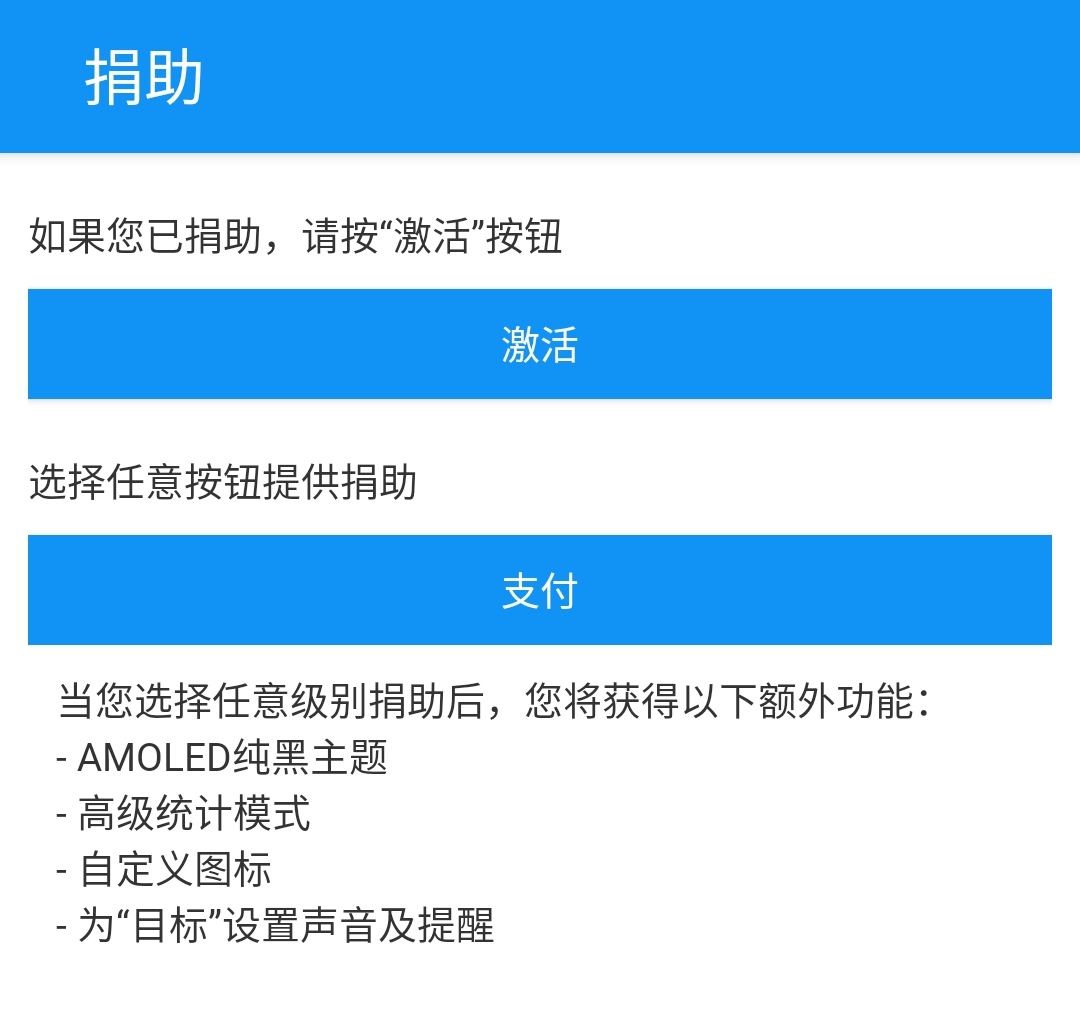 捐助
如果您已捐助，请按“激活”按钮
激活
选择任意按钮提供捐助
支付
当您选择任意级别捐助后，您将获得以下额外功能：
- AMOLED纯黑主题
- 高级统计模式
- 自定义图标
- 为“目标”设置声音及提醒